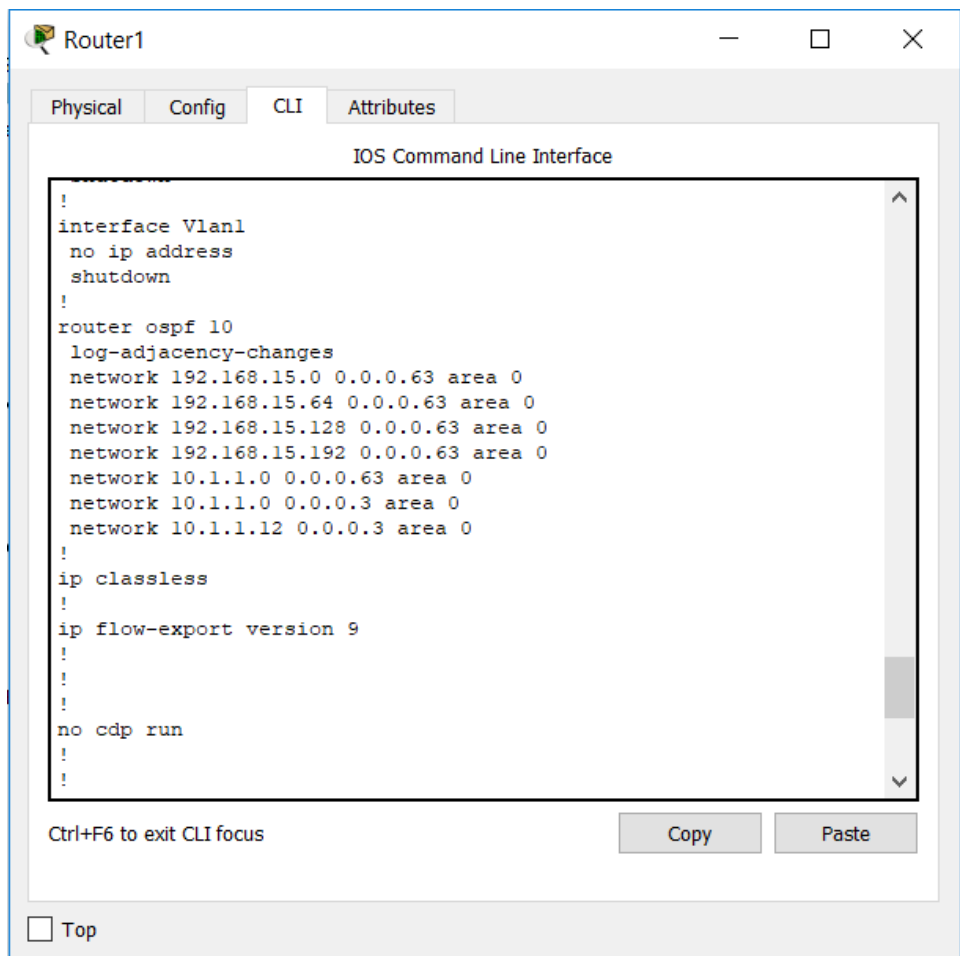 Router1
Physical Config CLI Attributes
IOS Command Line Interface
!
interface Vlan1
 no ip address
 shutdown
!
router ospf 10
 log-adjacency-changes
 network 192.168.15.0 0.0.0.63 area 0
 network 192.168.15.64 0.0.0.63 area 0
 network 192.168.15.128 0.0.0.63 area 0
 network 192.168.15.192 0.0.0.63 area 0
 network 10.1.1.0 0.0.0.63 area 0
 network 10.1.1.0 0.0.0.3 area 0
 network 10.1.1.12 0.0.0.3 area 0
!
ip classless
!
ip flow-export version 9
!
!
!
no cdp run
!
!
Ctrl+F6 to exit CLI focus
Copy Paste
Top